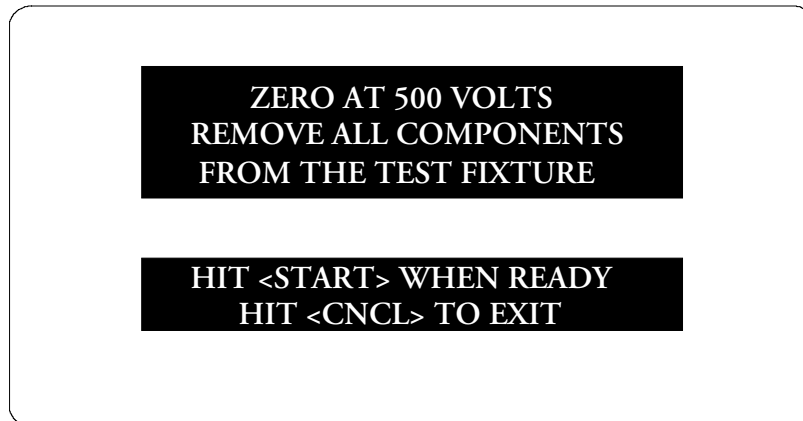 ZERO AT 500 VOLTS
REMOVE ALL COMPONENTS
FROM THE TEST FIXTURE
HIT <START> WHEN READY
HIT <CNCL> TO EXIT